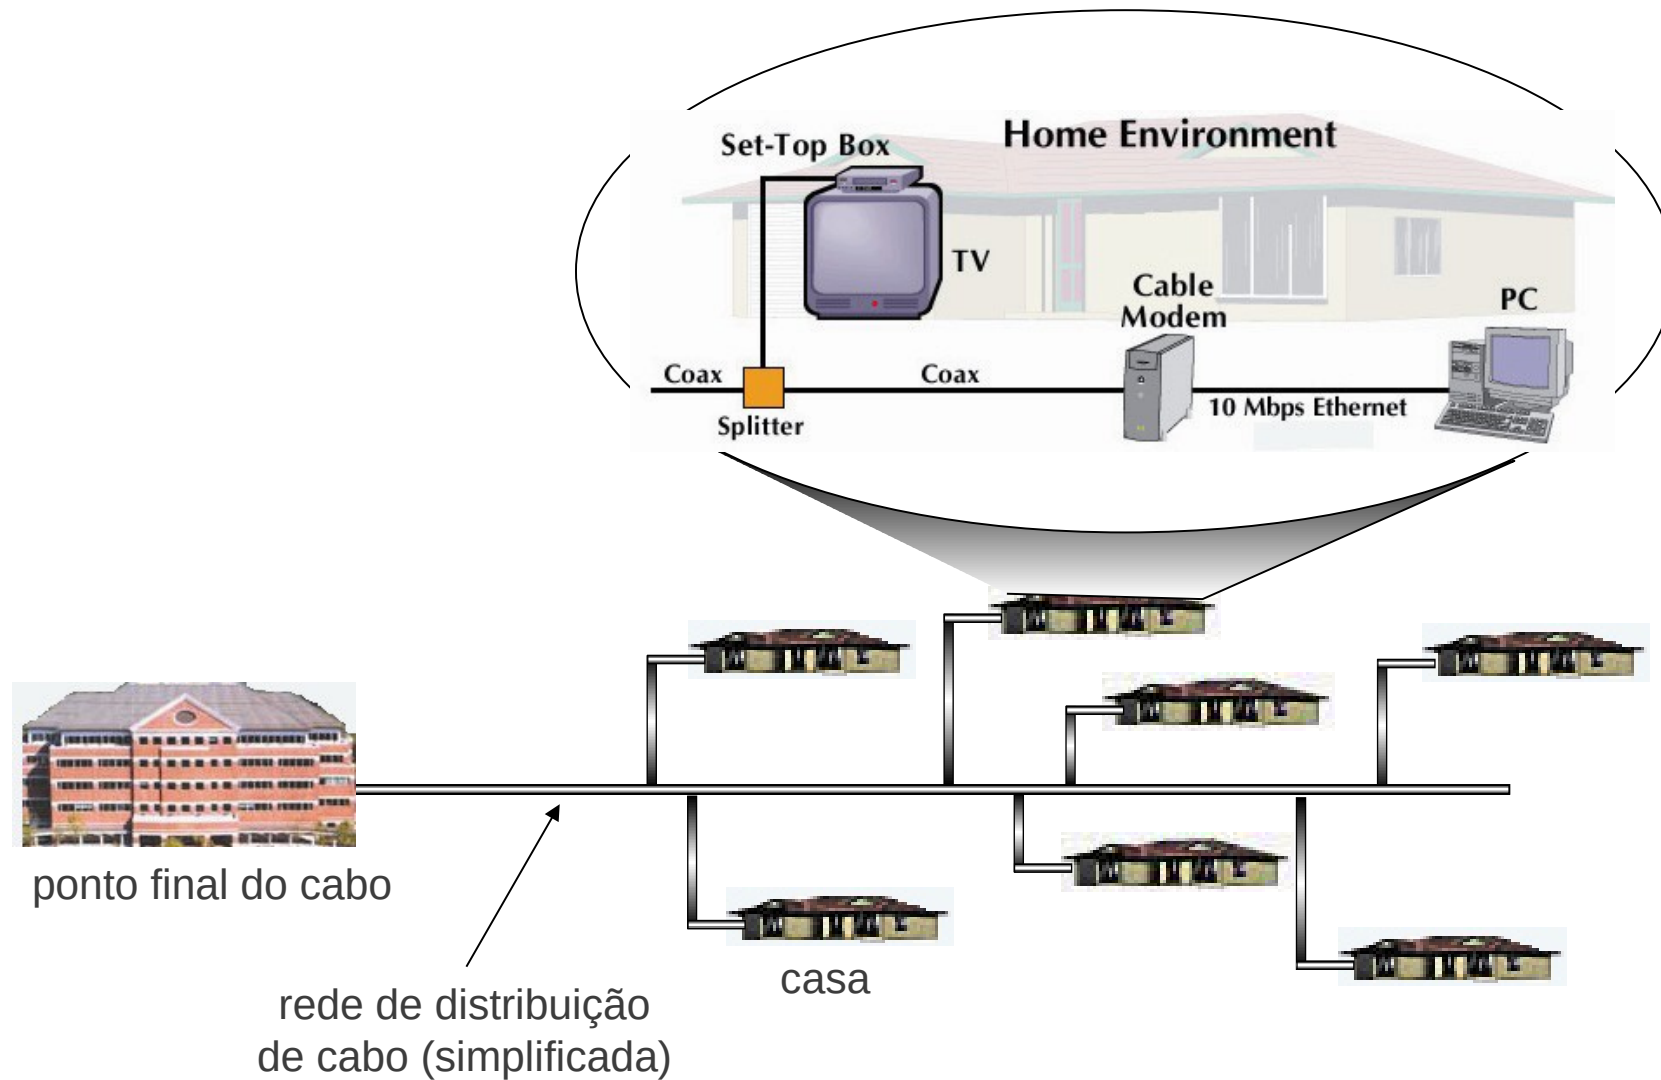 Home Environment
Set-Top Box
TV
Cable
Modem
PC
Coax
Coax
10 Mbps Ethernet
Splitter
ponto final do cabo
casa
rede de distribuição
de cabo (simplificada)